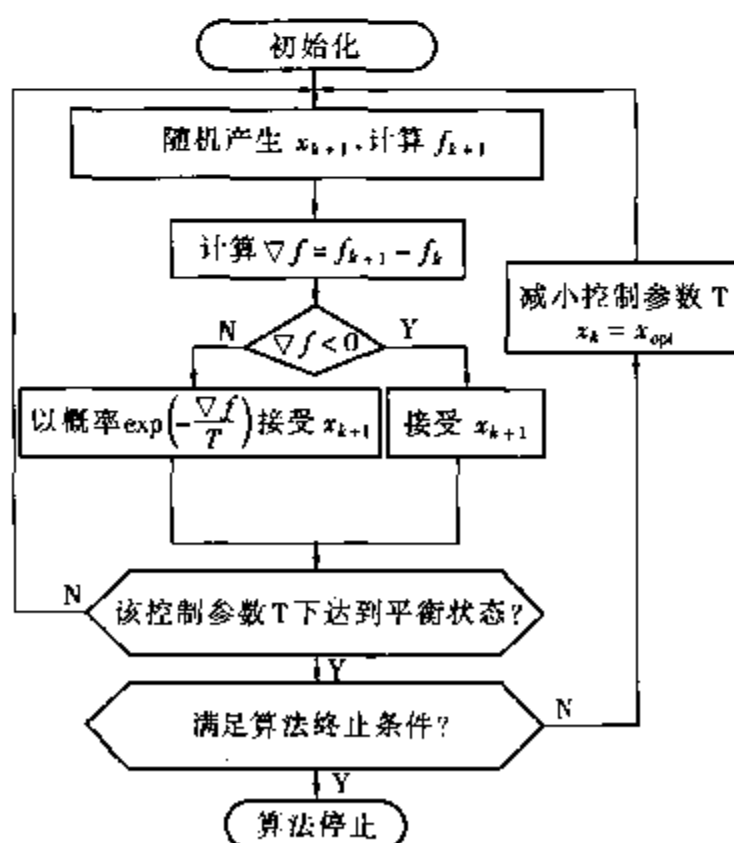 初始化
随机产生 x_{k+1}、计算 f_{k+1}
计算 ∇f = f_{k+1} − f_k
减小控制参数 T
x_k = x_{opt}
N
∇f < 0
Y
以概率 exp(−∇f/T) 接受 x_{k+1}
接受 x_{k+1}
N
该控制参数 T 下达到平衡状态?
Y
满足算法终止条件?
N
Y
算法停止